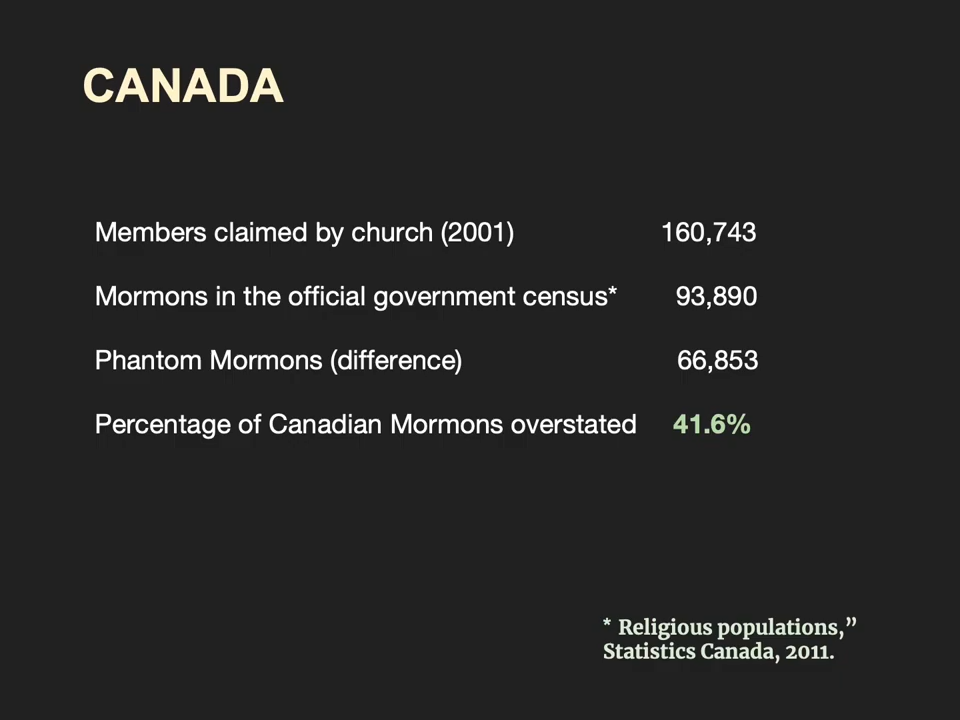 CANADA
Members claimed by church (2001) 160,743
Mormons in the official government census* 93,890
Phantom Mormons (difference) 66,853
Percentage of Canadian Mormons overstated 41.6%
* Religious populations,”
Statistics Canada, 2011.